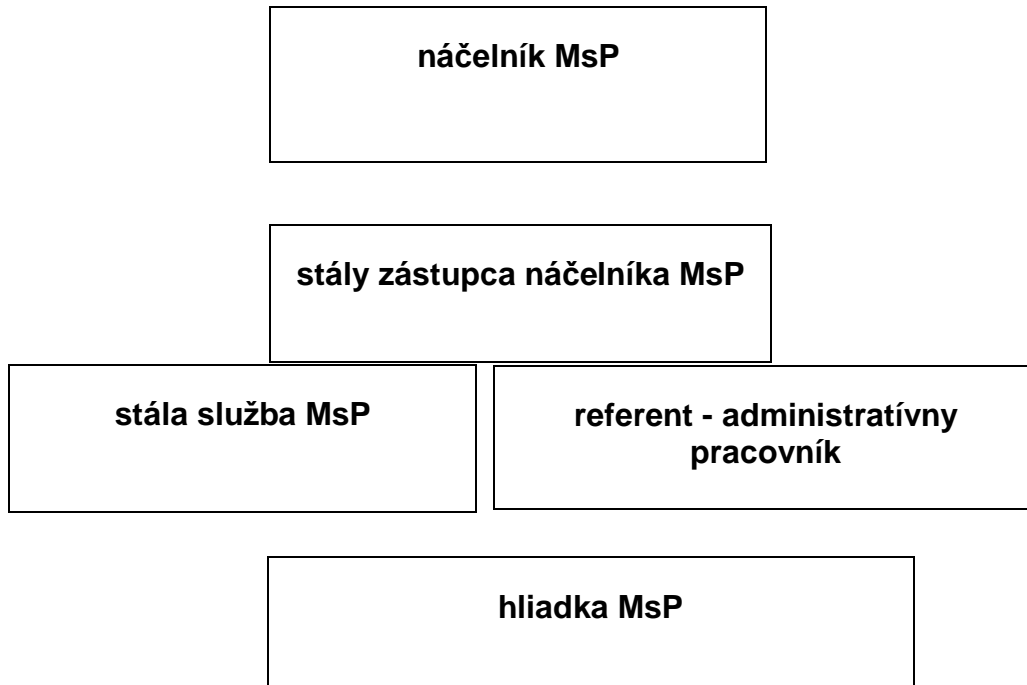 náčelník MsP
stály zástupca náčelníka MsP
stála služba MsP
referent - administratívny
pracovník
hliadka MsP